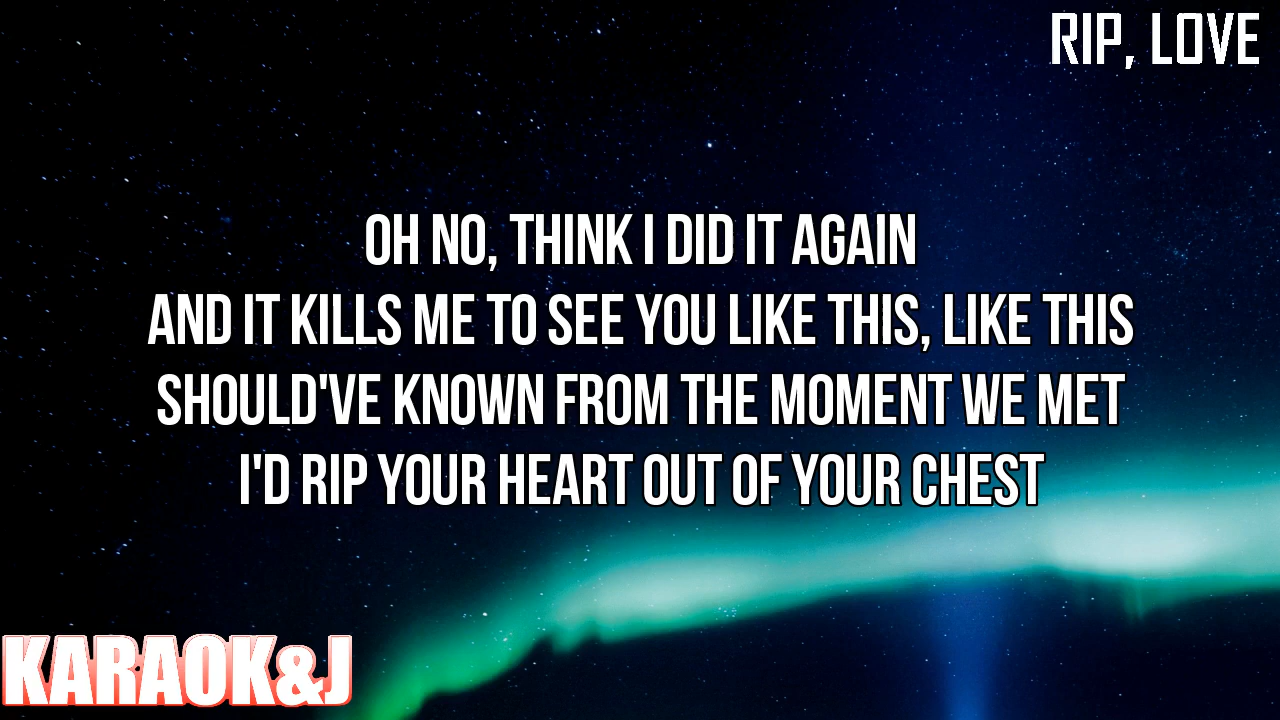 RIP, LOVE
OH NO, THINK I DID IT AGAIN
AND IT KILLS ME TO SEE YOU LIKE THIS, LIKE THIS
SHOULD'VE KNOWN FROM THE MOMENT WE MET
I'D RIP YOUR HEART OUT OF YOUR CHEST
KARAOK&J